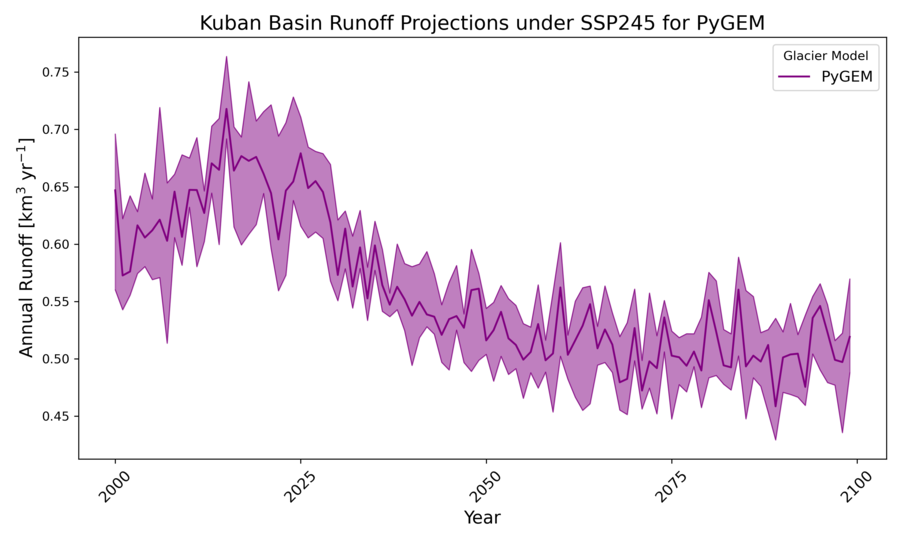 Kuban Basin Runoff Projections under SSP245 for PyGEM
Glacier Model
PyGEM
Annual Runoff [km³ yr⁻¹]
0.75
0.70
0.65
0.60
0.55
0.50
0.45
2000
2025
2050
2075
2100
Year